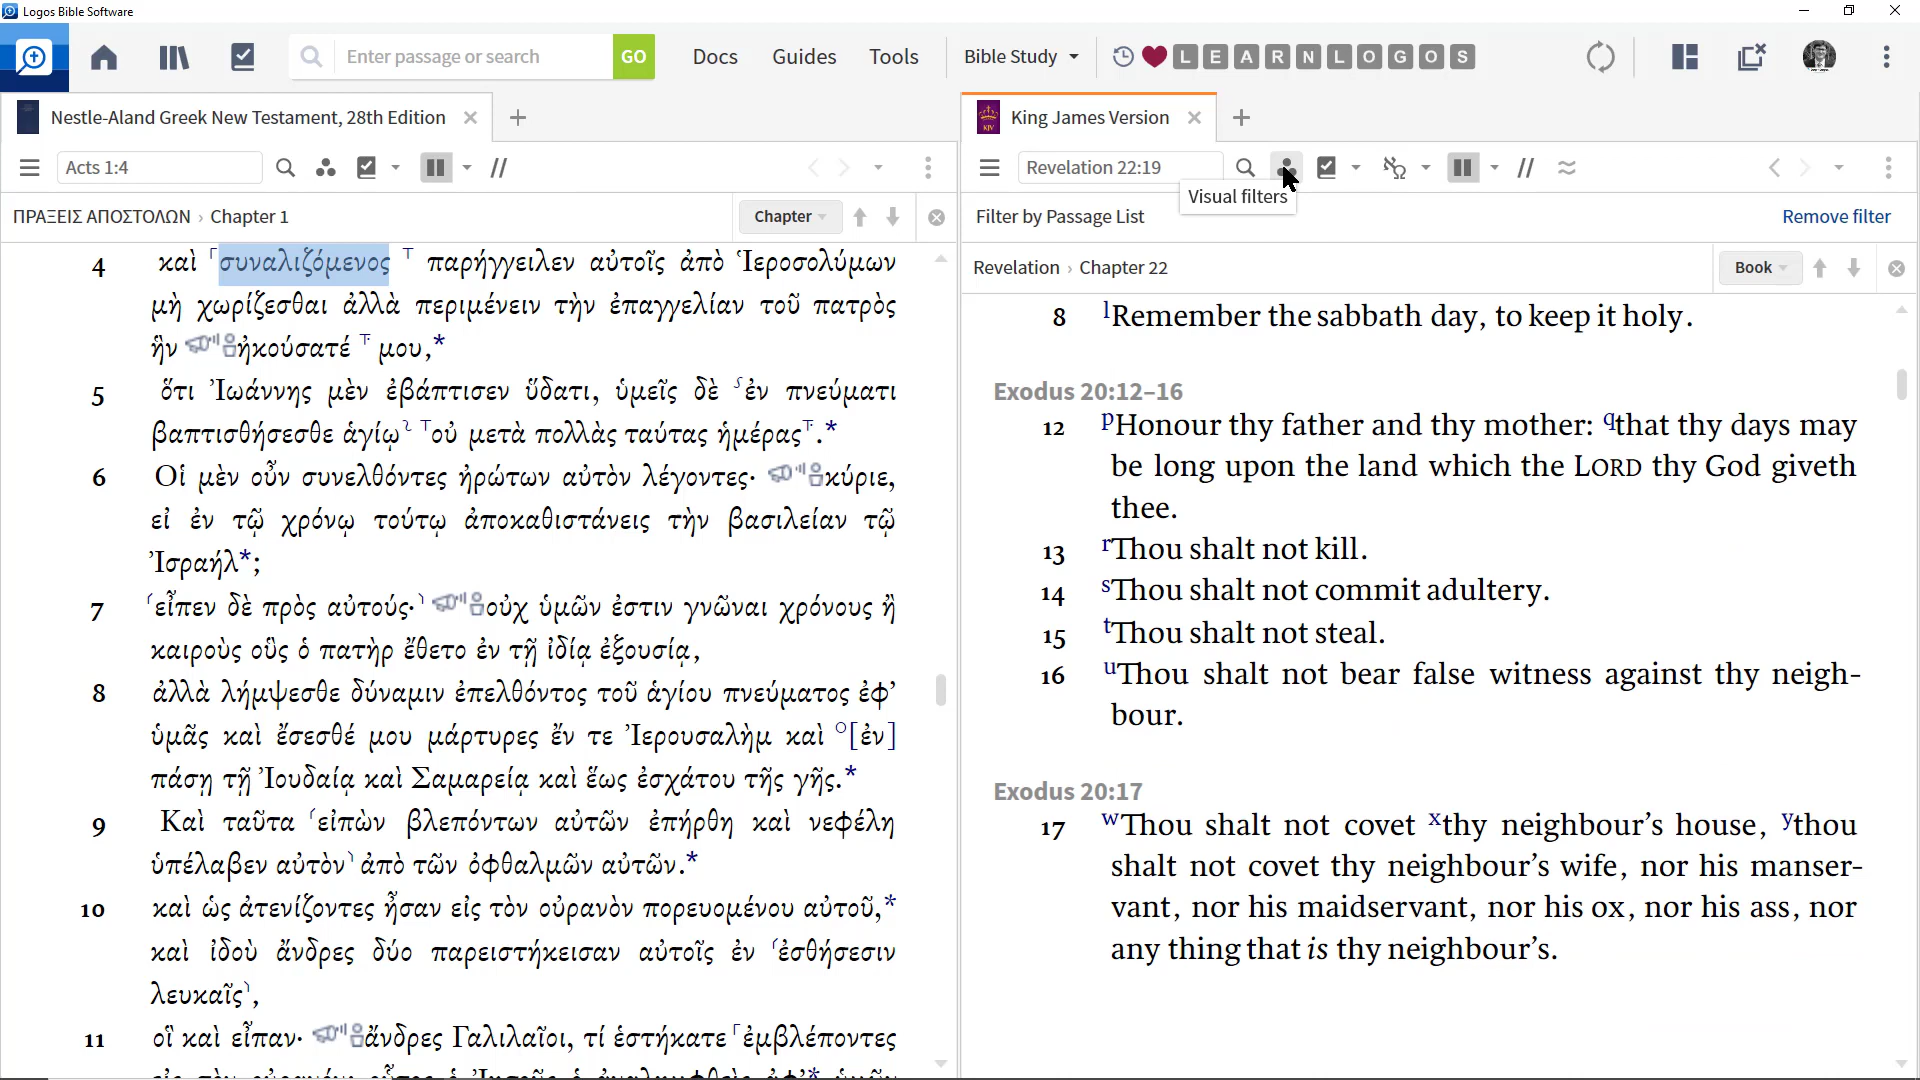 Logos Bible Software
Enter passage or search
GO
Docs
Guides
Tools
Bible Study
L E A R N L O G O S
Nestle-Aland Greek New Testament, 28th Edition
Acts 1:4
ΠΡΑΞΕΙΣ ΑΠΟΣΤΟΛΩΝ › Chapter 1
Chapter
4 καὶ ⸀συναλιζόμενος ⸆ παρήγγειλεν αὐτοῖς ἀπὸ Ἱεροσολύμων
μὴ χωρίζεσθαι ἀλλὰ περιμένειν τὴν ἐπαγγελίαν τοῦ πατρὸς
ἣν ἠκούσατέ ⸇ μου,*
5 ὅτι Ἰωάννης μὲν ἐβάπτισεν ὕδατι, ὑμεῖς δὲ ⸉ἐν πνεύματι
βαπτισθήσεσθε ἁγίῳ⸊ ⸆οὐ μετὰ πολλὰς ταύτας ἡμέρας⸇.*
6 Οἱ μὲν οὖν συνελθόντες ἠρώτων αὐτὸν λέγοντες· κύριε,
εἰ ἐν τῷ χρόνῳ τούτῳ ἀποκαθιστάνεις τὴν βασιλείαν τῷ
Ἰσραήλ*;
7 ⸂εἶπεν δὲ πρὸς αὐτούς·⸃ οὐχ ὑμῶν ἐστιν γνῶναι χρόνους ἢ
καιροὺς οὓς ὁ πατὴρ ἔθετο ἐν τῇ ἰδίᾳ ἐξουσίᾳ,
8 ἀλλὰ λήμψεσθε δύναμιν ἐπελθόντος τοῦ ἁγίου πνεύματος ἐφ’
ὑμᾶς καὶ ἔσεσθέ μου μάρτυρες ἔν τε Ἰερουσαλὴμ καὶ ⸰[ἐν]
πάσῃ τῇ Ἰουδαίᾳ καὶ Σαμαρείᾳ καὶ ἕως ἐσχάτου τῆς γῆς.*
9 Καὶ ταῦτα ⸂εἰπὼν βλεπόντων αὐτῶν ἐπήρθη καὶ νεφέλη
ὑπέλαβεν αὐτὸν⸃ ἀπὸ τῶν ὀφθαλμῶν αὐτῶν.*
10 καὶ ὡς ἀτενίζοντες ἦσαν εἰς τὸν οὐρανὸν πορευομένου αὐτοῦ,*
καὶ ἰδοὺ ἄνδρες δύο παρειστήκεισαν αὐτοῖς ἐν ⸂ἐσθήσεσιν
λευκαῖς⸃,
11 οἳ καὶ εἶπαν· ἄνδρες Γαλιλαῖοι, τί ἑστήκατε ⸀ἐμβλέποντες
King James Version
Revelation 22:19
Visual filters
Filter by Passage List
Remove filter
Revelation › Chapter 22
Book
8 lRemember the sabbath day, to keep it holy.
Exodus 20:12–16
12 pHonour thy father and thy mother: qthat thy days may
be long upon the land which the LORD thy God giveth
thee.
13 rThou shalt not kill.
14 sThou shalt not commit adultery.
15 tThou shalt not steal.
16 uThou shalt not bear false witness against thy neigh-
bour.
Exodus 20:17
17 wThou shalt not covet xthy neighbour’s house, ythou
shalt not covet thy neighbour’s wife, nor his manser-
vant, nor his maidservant, nor his ox, nor his ass, nor
any thing that is thy neighbour’s.